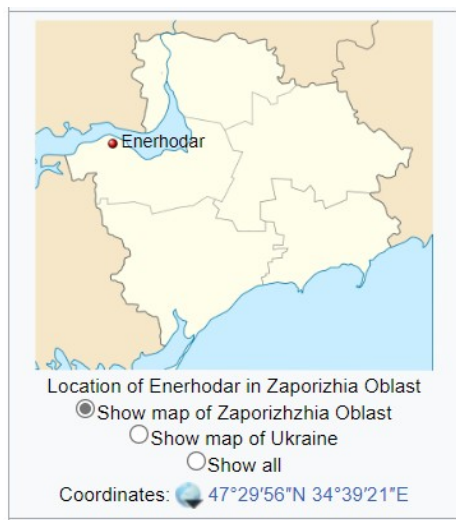 Enerhodar
Location of Enerhodar in Zaporizhia Oblast
Show map of Zaporizhzhia Oblast
Show map of Ukraine
Show all
Coordinates: 47°29′56″N 34°39′21″E